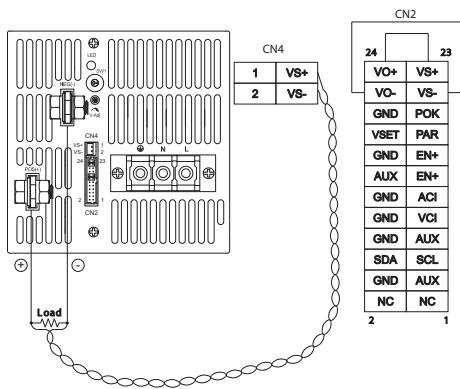 CN2
24 23
VO+ VS+
VO- VS-
GND POK
VSET PAR
GND EN+
AUX EN+
GND ACI
GND VCI
GND AUX
SDA SCL
GND AUX
NC NC
2 1
CN4
1 VS+
2 VS-
LED
SW1
NEG(-)
V-Adj
CN4
VS+ 1
VS- 2
24 23
2 1
CN2
N L
POS(+)
+ -
Load